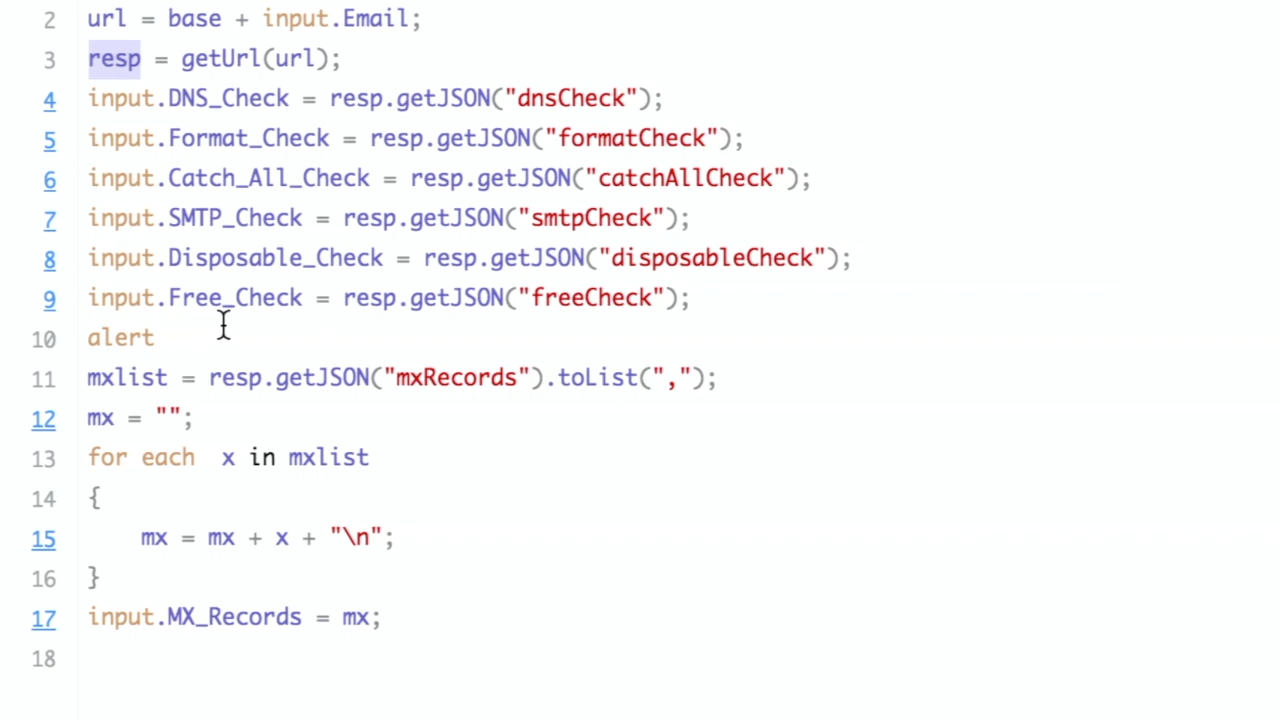 2 url = base + input.Email;
3 resp = getUrl(url);
4 input.DNS_Check = resp.getJSON("dnsCheck");
5 input.Format_Check = resp.getJSON("formatCheck");
6 input.Catch_All_Check = resp.getJSON("catchAllCheck");
7 input.SMTP_Check = resp.getJSON("smtpCheck");
8 input.Disposable_Check = resp.getJSON("disposableCheck");
9 input.Free_Check = resp.getJSON("freeCheck");
10 alert
11 mxlist = resp.getJSON("mxRecords").toList(",");
12 mx = "";
13 for each  x in mxlist
14 {
15     mx = mx + x + "\n";
16 }
17 input.MX_Records = mx;
18